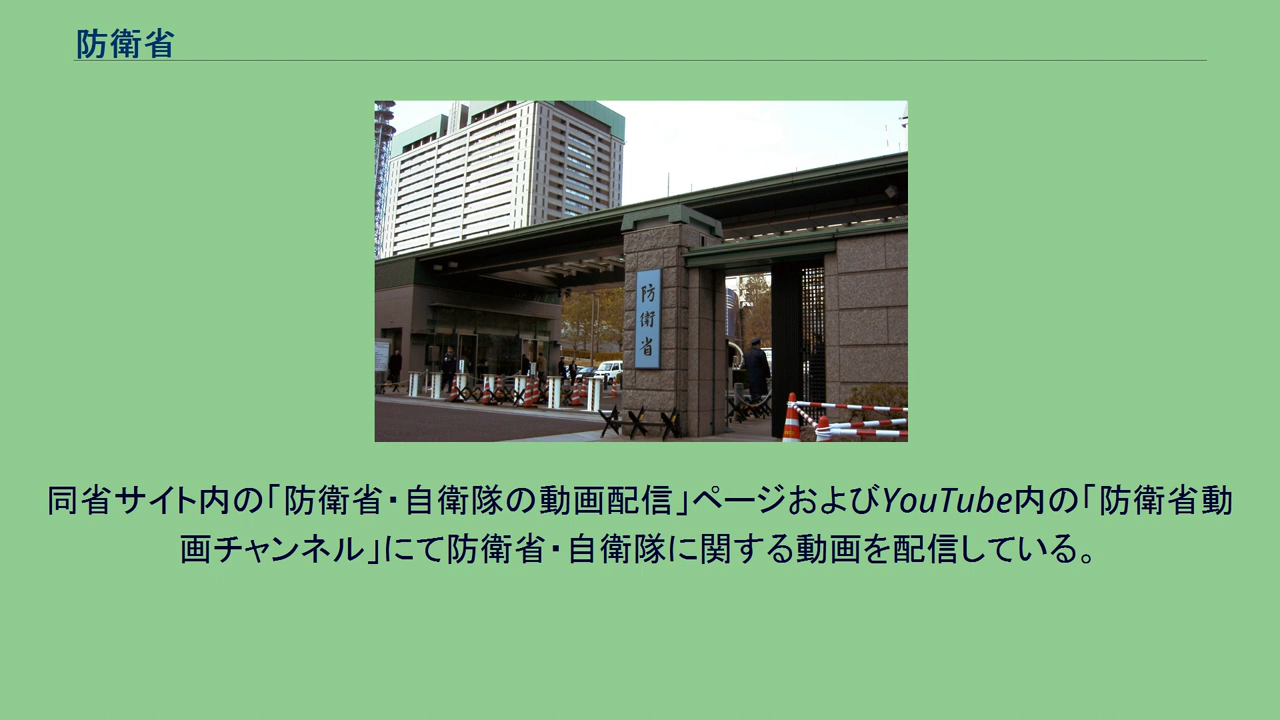 防衛省
防衛省
同省サイト内の「防衛省・自衛隊の動画配信」ページおよびYouTube内の「防衛省動
画チャンネル」にて防衛省・自衛隊に関する動画を配信している。